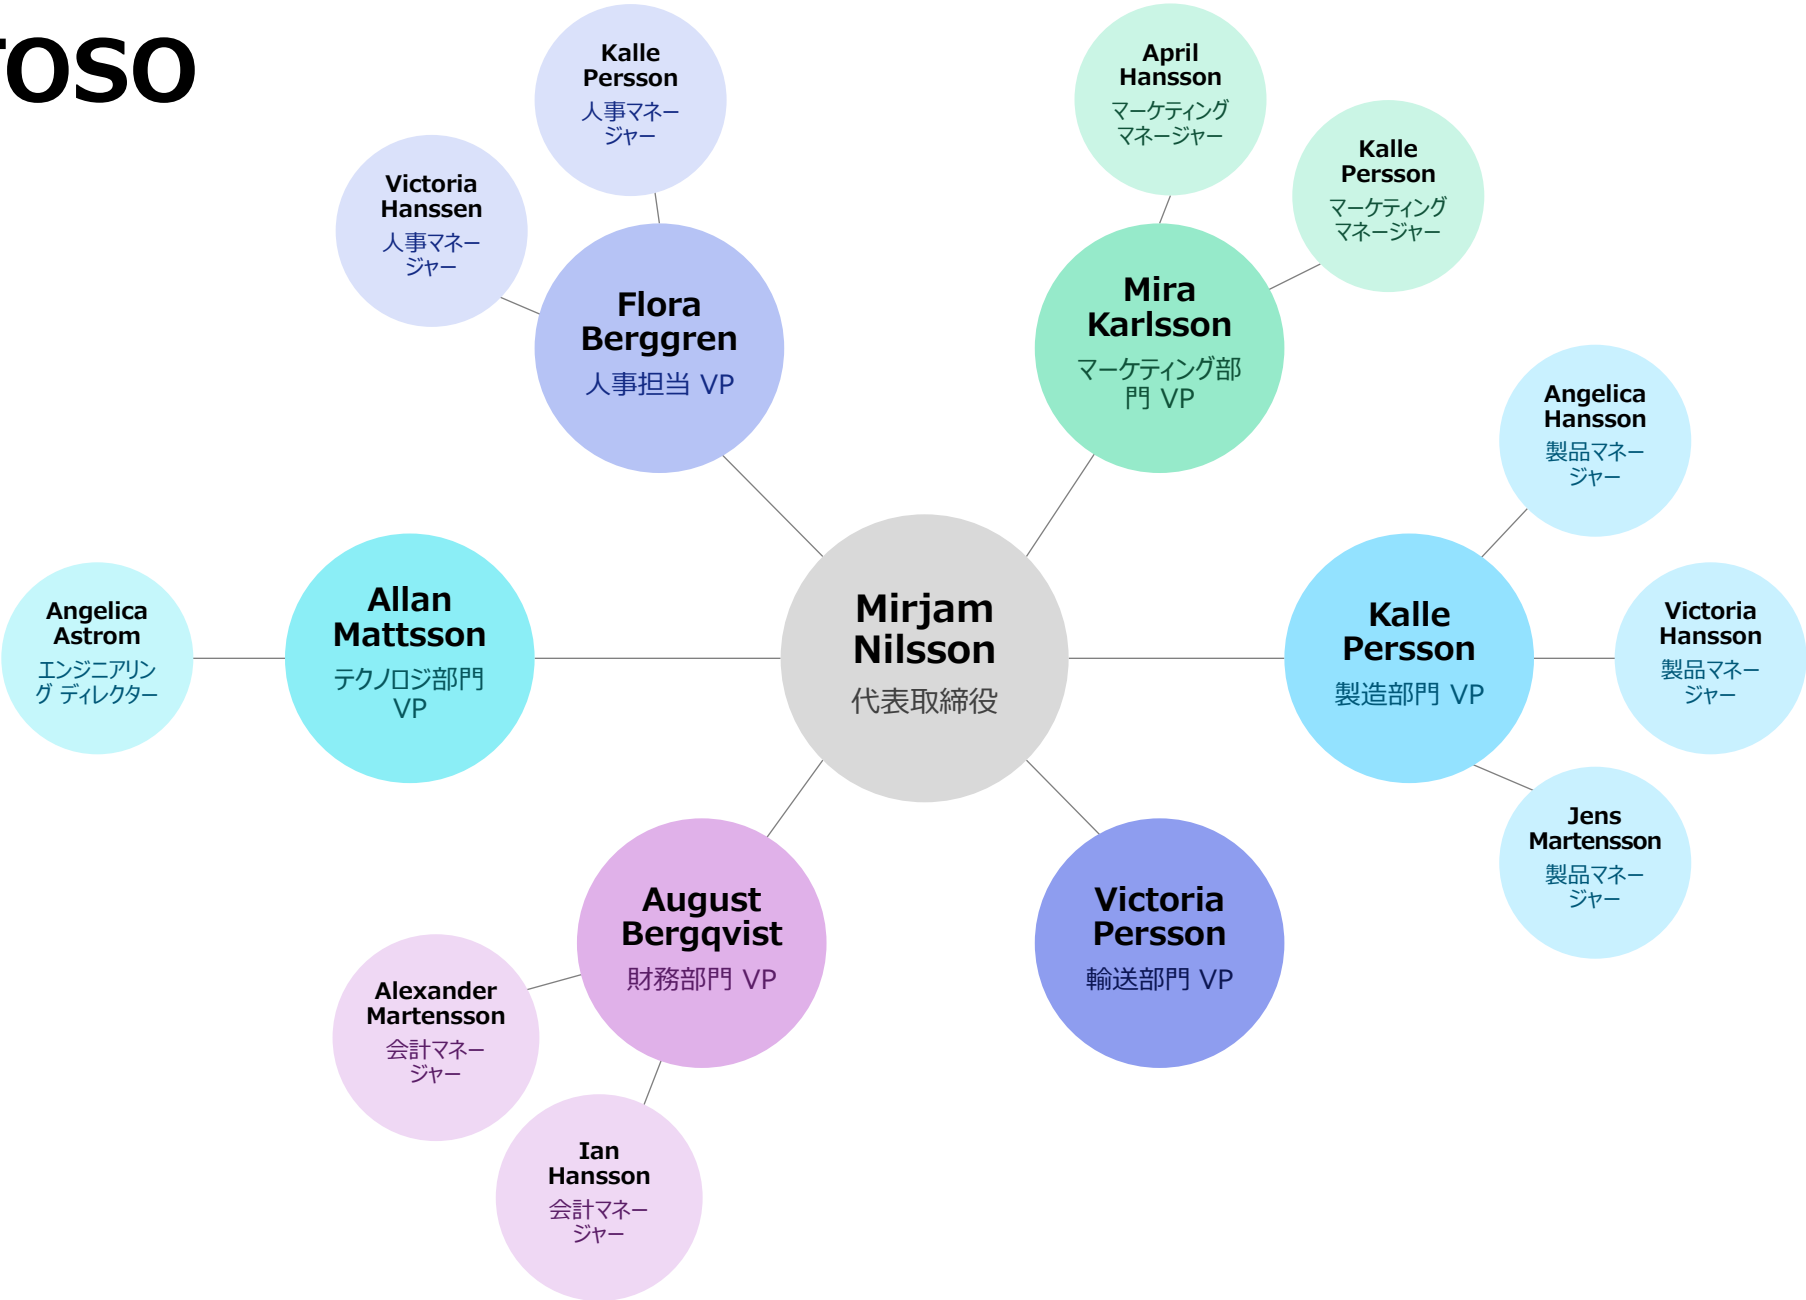 TOSO
Kalle
Persson
人事マネー
ジャー
April
Hansson
マーケティング
マネージャー
Victoria
Hanssen
人事マネー
ジャー
Kalle
Persson
マーケティング
マネージャー
Flora
Berggren
人事担当 VP
Mira
Karlsson
マーケティング部
門 VP
Angelica
Hansson
製品マネー
ジャー
Angelica
Astrom
エンジニアリン
グ ディレクター
Allan
Mattsson
テクノロジ部門
VP
Mirjam
Nilsson
代表取締役
Kalle
Persson
製造部門 VP
Victoria
Hansson
製品マネー
ジャー
Jens
Martensson
製品マネー
ジャー
August
Bergqvist
財務部門 VP
Victoria
Persson
輸送部門 VP
Alexander
Martensson
会計マネー
ジャー
Ian
Hansson
会計マネー
ジャー